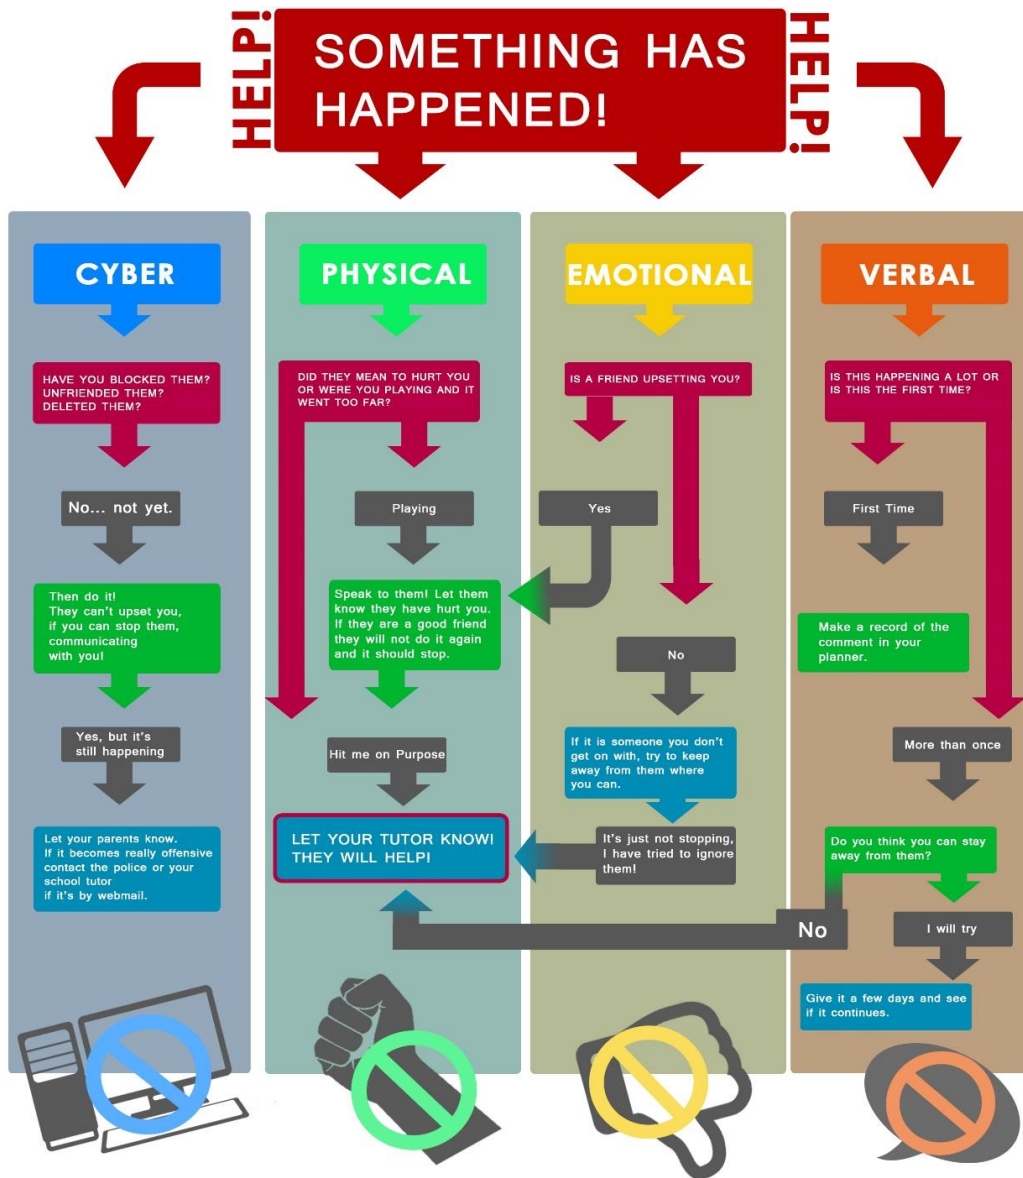 HELP!
SOMETHING HAS
HAPPENED!
HELP!
CYBER
HAVE YOU BLOCKED THEM?
UNFRIENDED THEM?
DELETED THEM?
No... not yet.
Then do it!
They can't upset you,
if you can stop them,
communicating
with you!
Yes, but it's
still happening
Let your parents know.
If it becomes really offensive
contact the police or your
school tutor
if it's by webmail.
PHYSICAL
DID THEY MEAN TO HURT YOU
OR WERE YOU PLAYING AND IT
WENT TOO FAR?
Playing
Speak to them! Let them
know they have hurt you.
If they are a good friend
they will not do it again
and it should stop.
Hit me on Purpose
LET YOUR TUTOR KNOW!
THEY WILL HELP!
EMOTIONAL
IS A FRIEND UPSETTING YOU?
Yes
No
If it is someone you don't
get on with, try to keep
away from them where
you can.
It's just not stopping,
I have tried to ignore
them!
VERBAL
IS THIS HAPPENING A LOT OR
IS THIS THE FIRST TIME?
First Time
Make a record of the
comment in your
planner.
More than once
Do you think you can stay
away from them?
No
I will try
Give it a few days and see
if it continues.